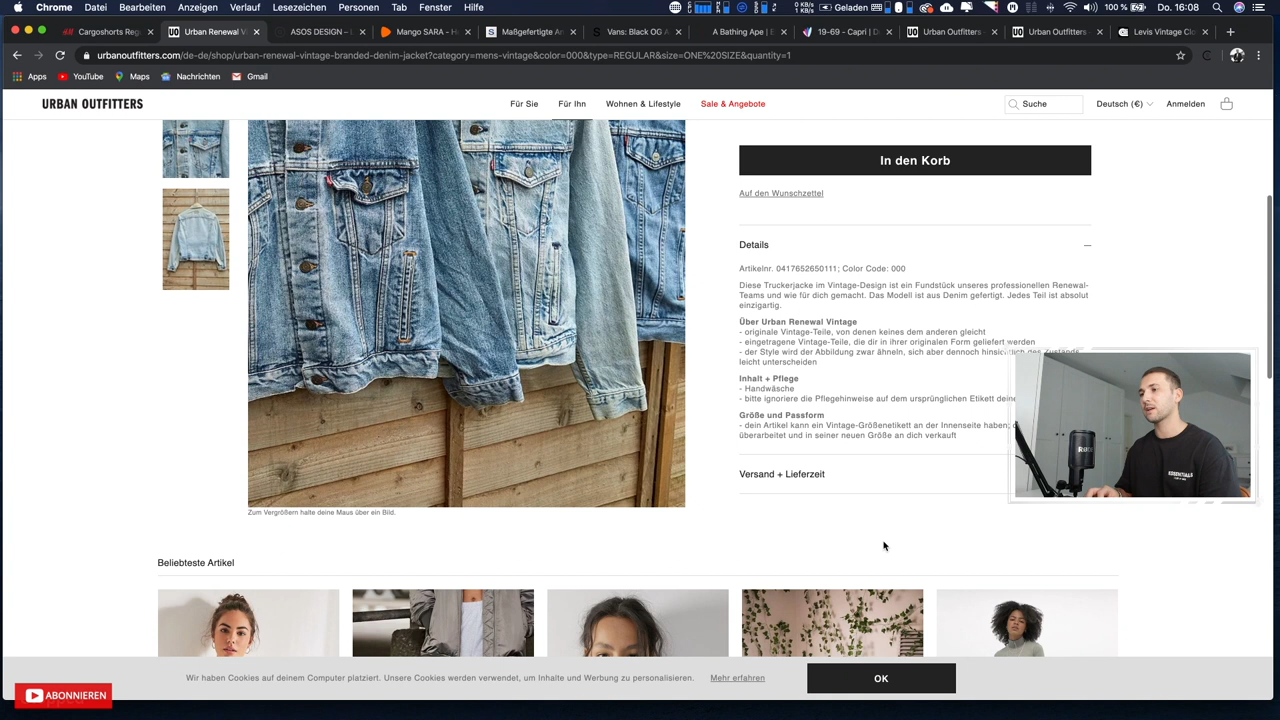 Chrome Datei Bearbeiten Darstellung Verlauf Lesezeichen Personen Tab Fenster Hilfe
Geladen 100 % Do. 16
Cargoshorts Reg Urban Renewal V ASOS DESIGN – Mango SARA - H Maßgefertigte A Vans: Black OG A A Bathing Ape 19-69 - Capri | D Urban Outfitters Urban Outfitters Levis Vintage Cl
urbanoutfitters.com/de-de/shop/urban-renewal-vintage-branded-denim-jacket?category=mens-vintage&color=000&type=REGULAR&size=ONE%20SIZE&quantity=1
Apps YouTube Maps Nachrichten Gmail
URBAN OUTFITTERS Für Sie Für Ihn Wohnen & Lifestyle Sale & Angebote Suche Deutsch (€) Anmelden
In den Korb
Auf den Wunschzettel
Details
Artikelnr. 0417652650111; Color Code: 000
Diese Truckerjacke im Vintage-Design ist ein Fundstück unseres professionellen Renewal-
Teams und wie für dich gemacht. Das Modell ist aus Denim gefertigt. Jedes Teil ist absolut
einzigartig.
Über Urban Renewal Vintage
- originale Vintage-Teile, von denen keines dem anderen gleicht
- eingetragene Vintage-Teile, die dir in ihrer originalen Form geliefert werden
- der Style wird der Abbildung zwar ähneln, sich aber dennoch hinsichtlich des Zustands
leicht unterscheiden
Inhalt + Pflege
- Handwäsche
- bitte ignoriere die Pflegehinweise auf dem ursprünglichen Etikett dein
Größe und Passform
- dein Artikel kann ein Vintage-Größenetikett an der Innenseite haben;
überarbeitet und in seiner neuen Größe an dich verkauft
Versand + Lieferzeit
Zum Vergrößern halte deine Maus über ein Bild.
Beliebteste Artikel
Wir haben Cookies auf deinem Computer platziert. Unsere Cookies werden verwendet, um Inhalte und Werbung zu personalisieren. Mehr erfahren OK
ABONNIEREN